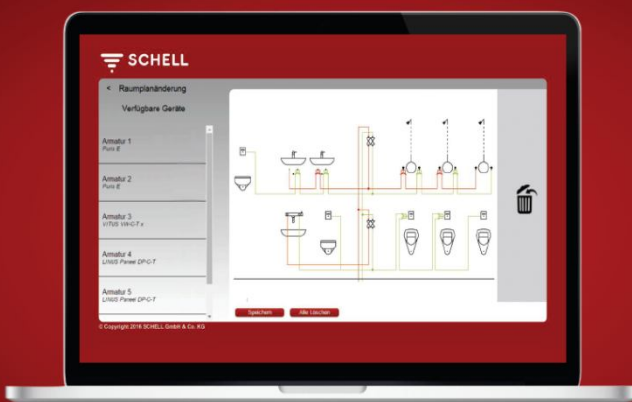 SCHELL
< Raumplanänderung
Verfügbare Geräte
Armatur 1
Puris E
Armatur 2
Puris E
Armatur 3
VITUS VW-C-T v
Armatur 4
LINUS Paneel DP-C-T
Armatur 5
LINUS Paneel DP-C-T
Speichern
Alle Löschen
© Copyright 2016 SCHELL GmbH & Co. KG